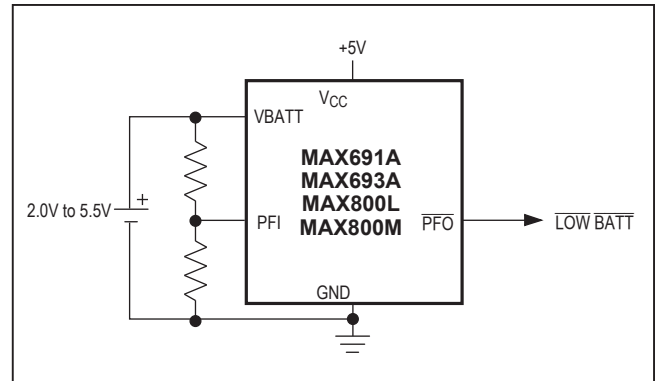 +5V
VCC
VBATT
MAX691A
MAX693A
MAX800L
MAX800M
2.0V to 5.5V
+
PFI
PFO
LOW BATT
GND